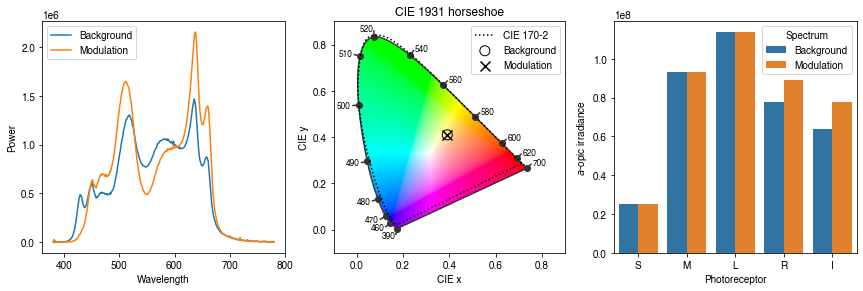 1e6
Background
Modulation
2.0
1.5
1.0
0.5
0.0
Power
400
500
600
700
800
Wavelength
CIE 1931 horseshoe
CIE 170-2
Background
Modulation
0.8
0.6
0.4
0.2
0.0
CIE y
520
540
510
560
500
580
600
620
700
490
480
470
460
390
0.0
0.2
0.4
0.6
0.8
CIE x
1e8
Spectrum
Background
Modulation
1.0
0.8
0.6
0.4
0.2
0.0
a-opic irradiance
S
M
L
R
I
Photoreceptor